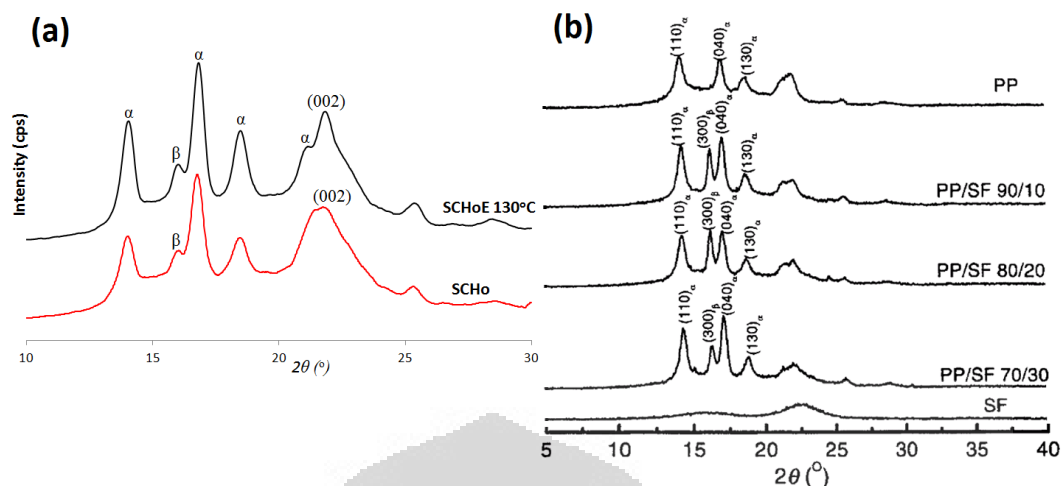 (a)
Intensity (cps)
α
β
α
α
α
(002)
SCHoE 130°C
β
(002)
SCHo
10
15
20
25
30
2θ (°)
(b)
(110)α
(040)α
(130)α
PP
(110)α
(300)β
(040)α
(130)α
PP/SF 90/10
(110)α
(300)β
(040)α
(130)α
PP/SF 80/20
(110)α
(300)β
(040)α
(130)α
PP/SF 70/30
SF
5
10
15
20
25
30
35
40
2θ (°)